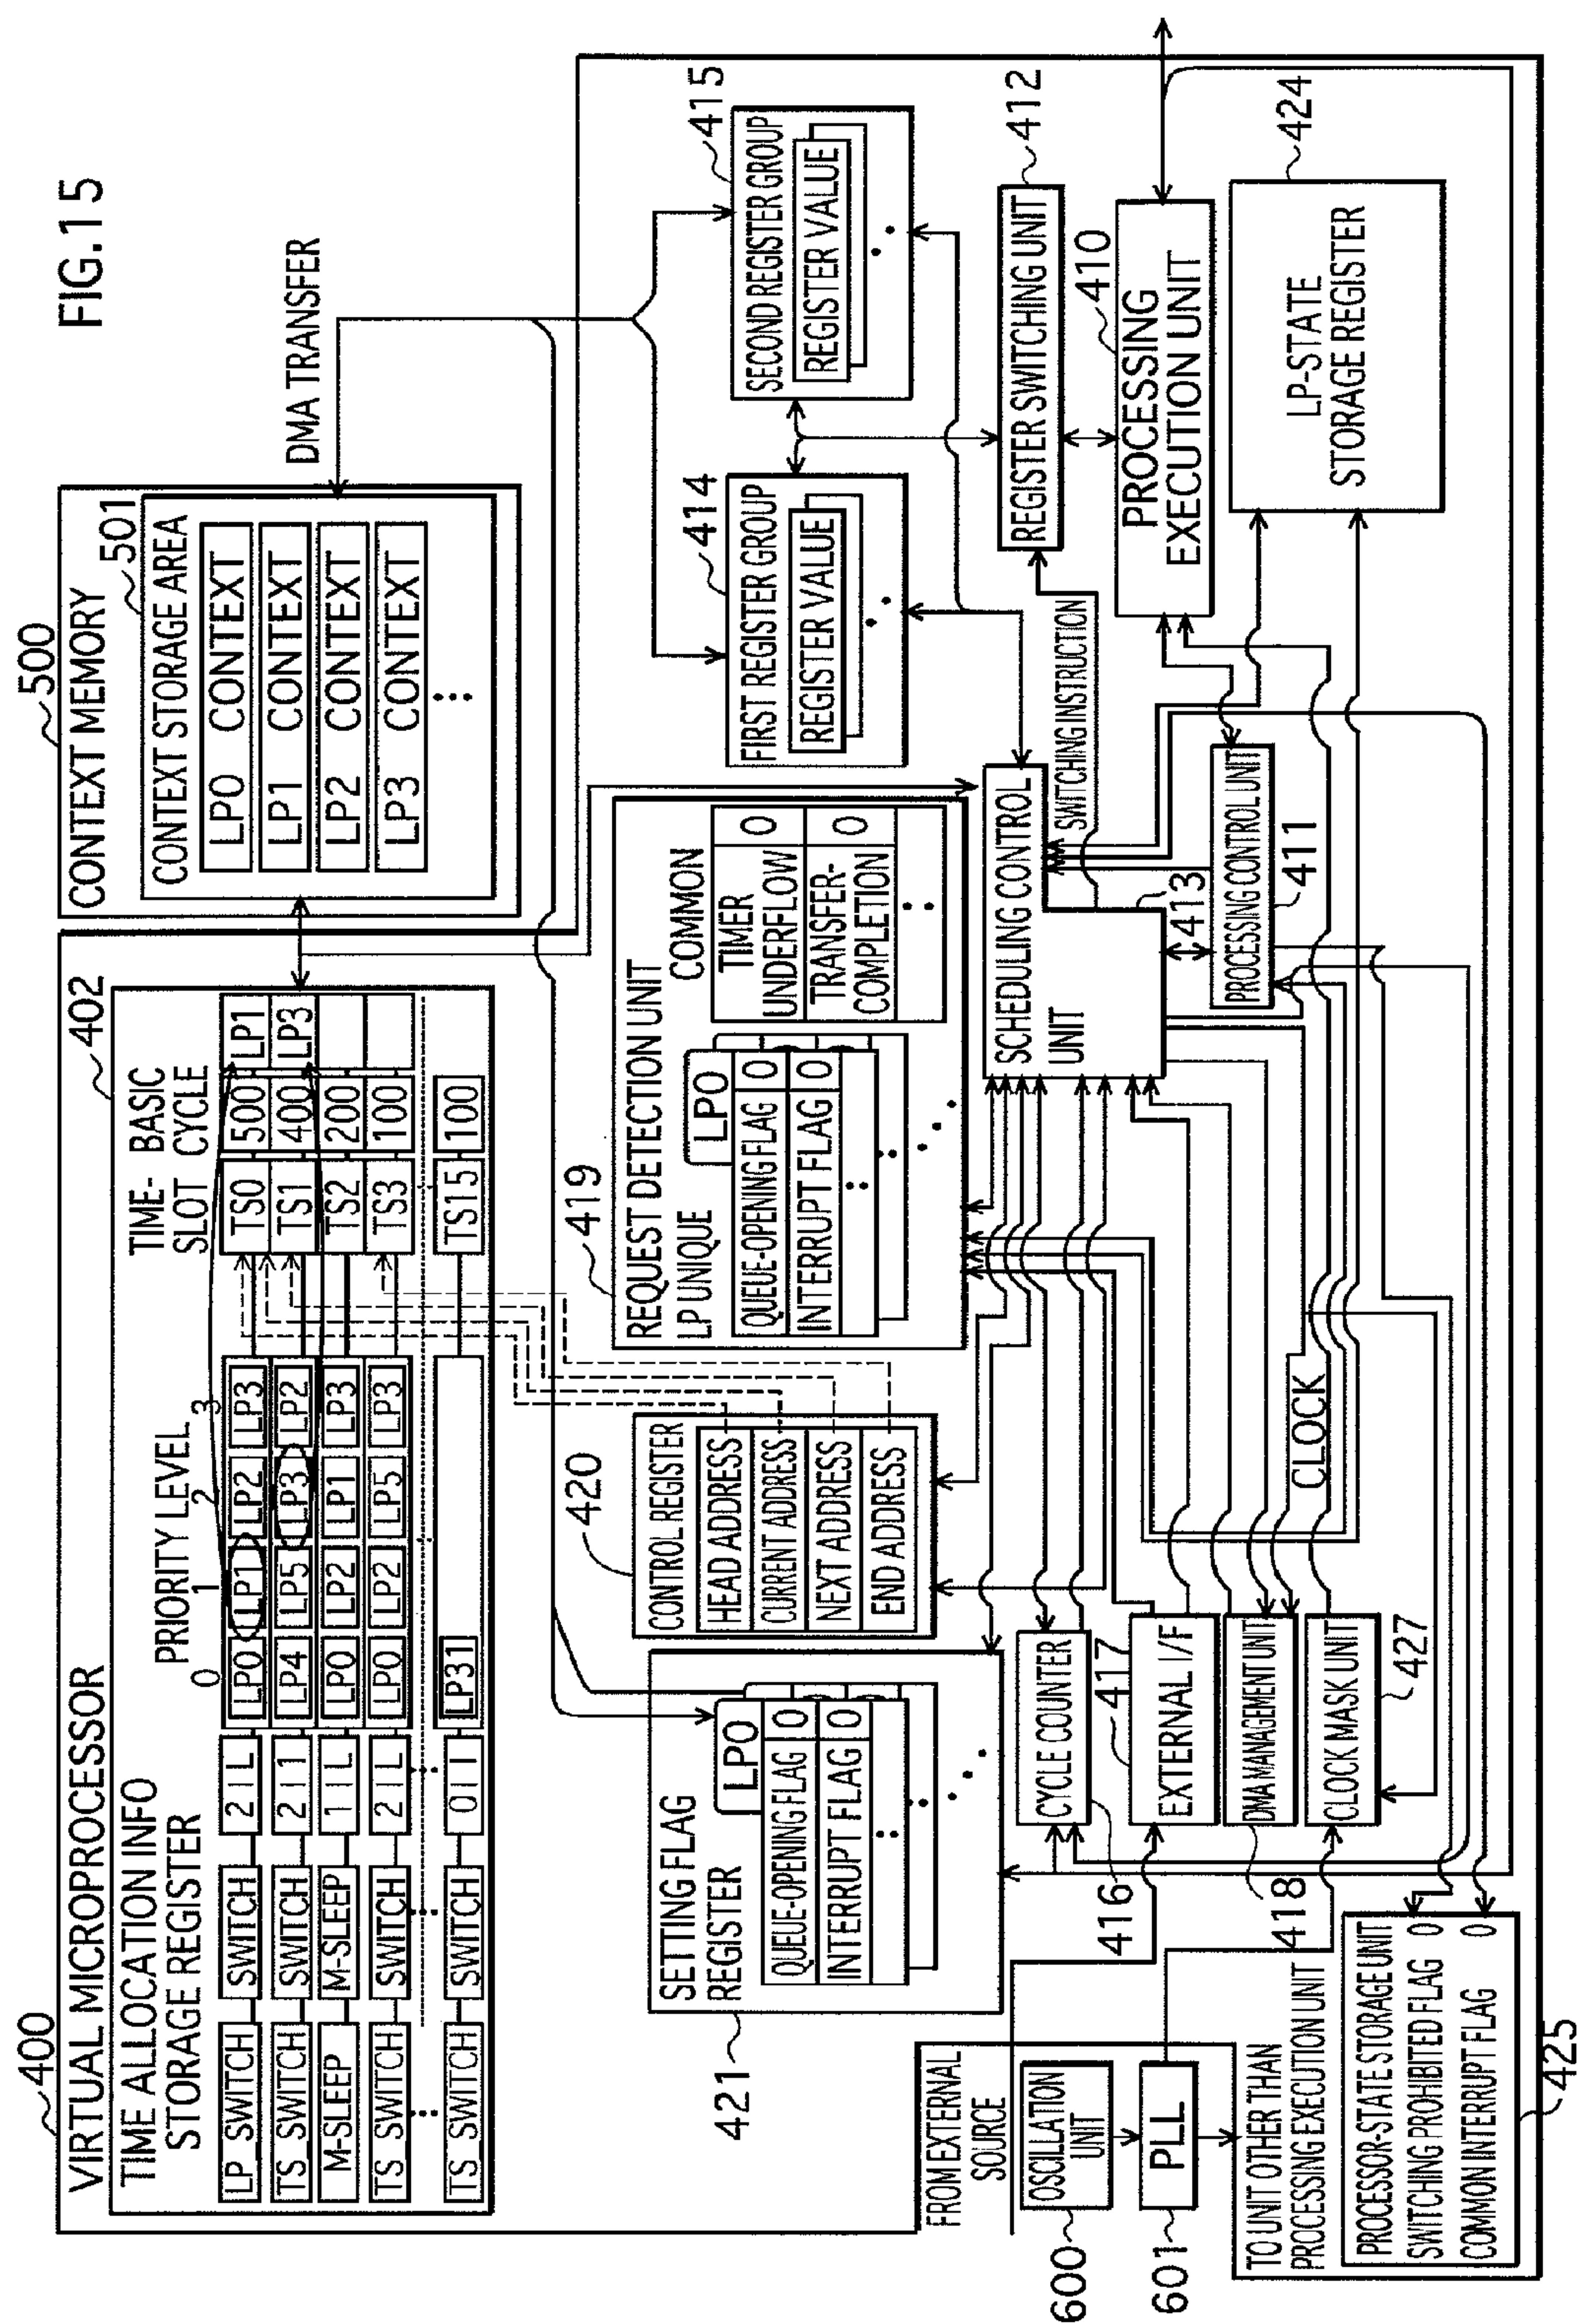 FIG.15
400
VIRTUAL MICROPROCESSOR
402
TIME ALLOCATION INFO
STORAGE REGISTER
PRIORITY LEVEL
0 1 2 3
TIME-
SLOT
BASIC
CYCLE
LP_SWITCH SWITCH LP0 LP1 LP2 LP3 TS0 500 LP1
TS_SWITCH SWITCH LP4 LP5 LP3 LP2 TS1 400 LP3
M-SLEEP M-SLEEP LP0 LP2 LP1 LP3 TS2 200
TS_SWITCH SWITCH LP0 LP2 LP5 LP3 TS3 100
TS_SWITCH SWITCH LP31 TS15 100
500
CONTEXT MEMORY
501
CONTEXT STORAGE AREA
LP0 CONTEXT
LP1 CONTEXT
LP2 CONTEXT
LP3 CONTEXT
DMA TRANSFER
421
SETTING FLAG
REGISTER
LP0
QUEUE-OPENING FLAG 0
INTERRUPT FLAG 0
420
CONTROL REGISTER
HEAD ADDRESS
CURRENT ADDRESS
NEXT ADDRESS
END ADDRESS
419
REQUEST DETECTION UNIT
LP UNIQUE
LP0
QUEUE-OPENING FLAG 0
INTERRUPT FLAG 0
COMMON
TIMER
UNDERFLOW 0
TRANSFER-
COMPLETION 0
414
FIRST REGISTER GROUP
REGISTER VALUE
415
SECOND REGISTER GROUP
REGISTER VALUE
SCHEDULING CONTROL
UNIT
413
SWITCHING INSTRUCTION
412
REGISTER SWITCHING UNIT
410
PROCESSING
EXECUTION UNIT
PROCESSING CONTROL UNIT
411
424
LP-STATE
STORAGE REGISTER
CYCLE COUNTER
416
417
EXTERNAL I/F
DMA MANAGEMENT UNIT
418
CLOCK MASK UNIT
427
CLOCK
FROM EXTERNAL
SOURCE
600
OSCILLATION
UNIT
601
PLL
TO UNIT OTHER THAN
PROCESSING EXECUTION UNIT
PROCESSOR-STATE STORAGE UNIT
SWITCHING PROHIBITED FLAG 0
COMMON INTERRUPT FLAG 0
425